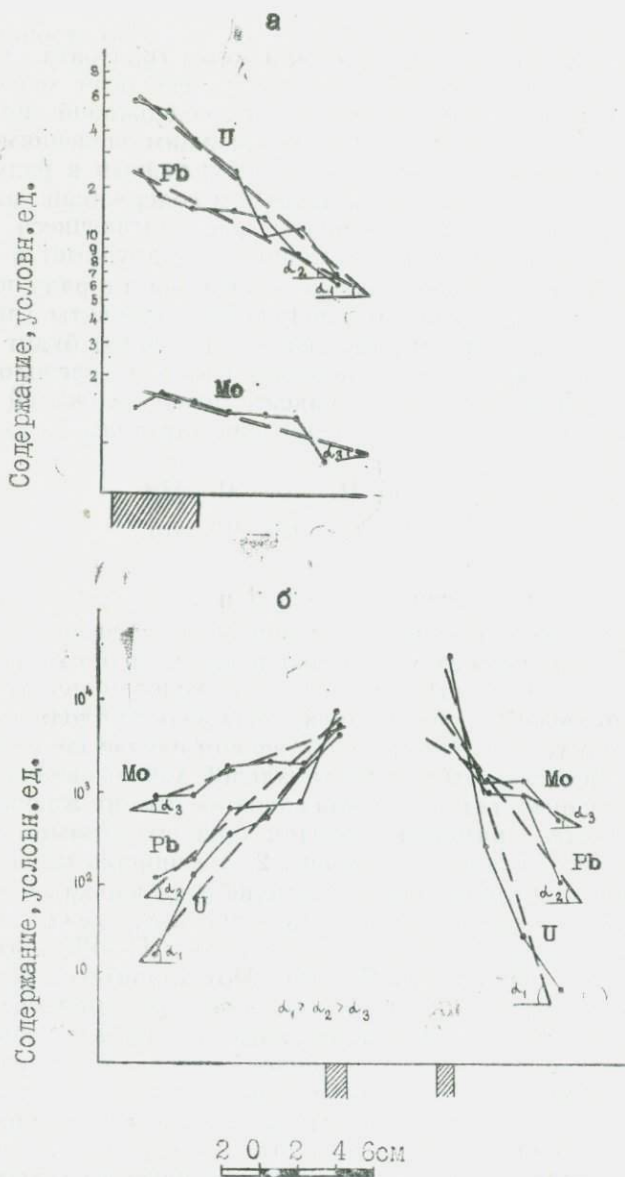 а
Содержание, условн.ед.
8
6
4
2
10
9
8
7
6
5
4
3
2
U
Pb
Mo
α₂
α₁
α₃
б
Содержание, условн.ед.
10⁴
10³
10²
10
Mo
α₃
Pb
α₂
U
α₁
α₁ > α₂ > α₃
Mo
α₃
Pb
α₂
U
α₁
2 0 2 4 6см